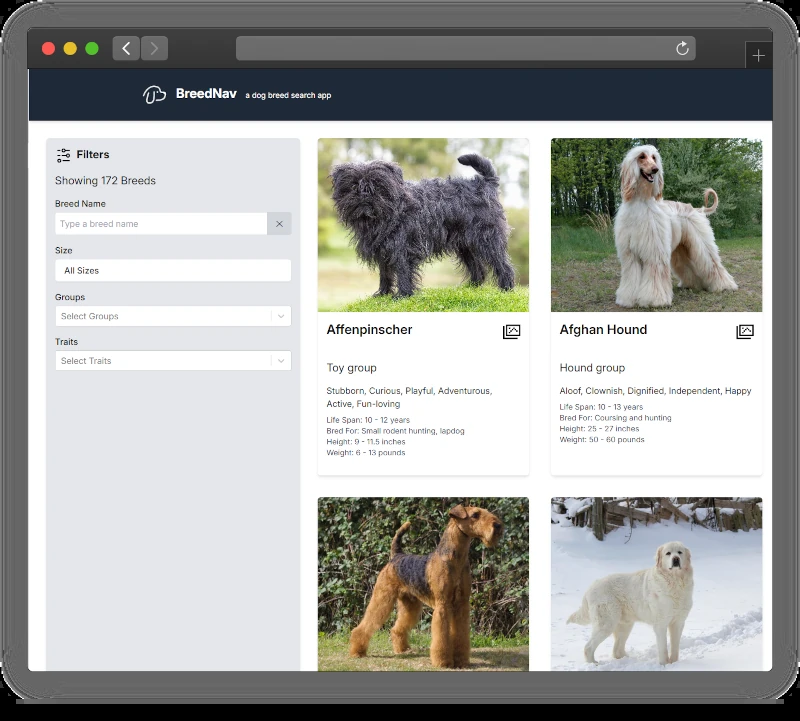 BreedNav a dog breed search app
Filters
Showing 172 Breeds
Breed Name
Type a breed name
Size
All Sizes
Groups
Select Groups
Traits
Select Traits
Affenpinscher
Toy group
Stubborn, Curious, Playful, Adventurous,
Active, Fun-loving
Life Span: 10 - 12 years
Bred For: Small rodent hunting, lapdog
Height: 9 - 11.5 inches
Weight: 6 - 13 pounds
Afghan Hound
Hound group
Aloof, Clownish, Dignified, Independent, Happy
Life Span: 10 - 13 years
Bred For: Coursing and hunting
Height: 25 - 27 inches
Weight: 50 - 60 pounds